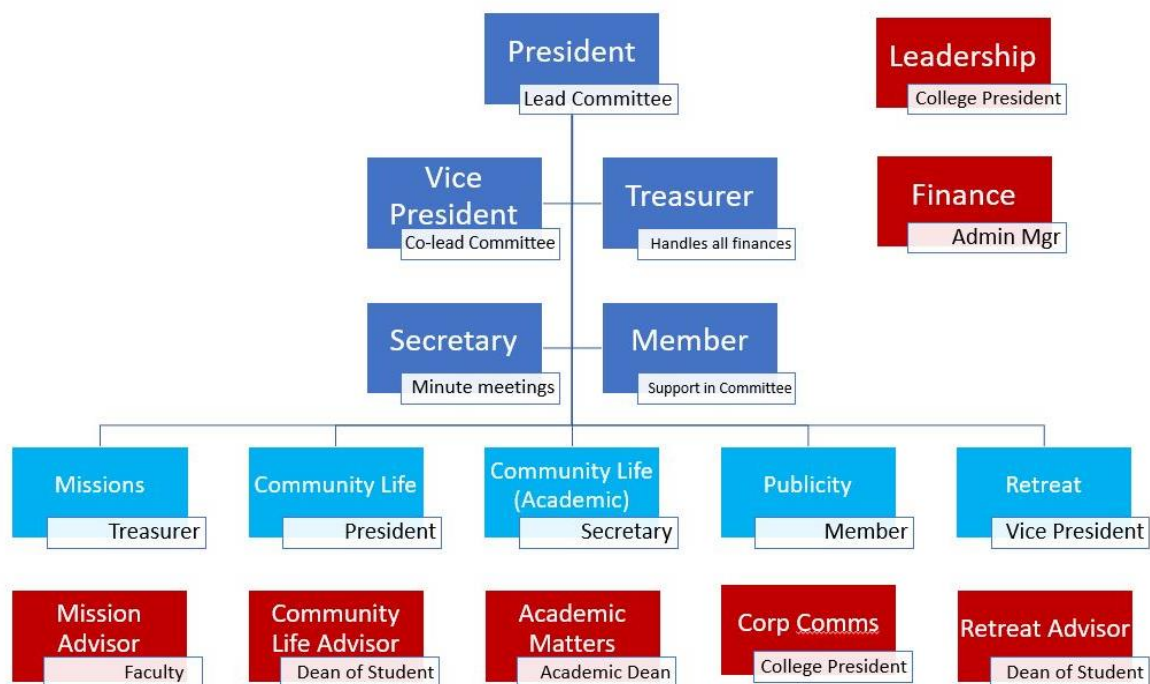 President
Lead Committee
Leadership
College President
Vice
President
Co-lead Committee
Treasurer
Handles all finances
Finance
Admin Mgr
Secretary
Minute meetings
Member
Support in Committee
Missions
Treasurer
Community Life
President
Community Life
(Academic)
Secretary
Publicity
Member
Retreat
Vice President
Mission
Advisor
Faculty
Community
Life Advisor
Dean of Student
Academic
Matters
Academic Dean
Corp Comms
College President
Retreat Advisor
Dean of Student